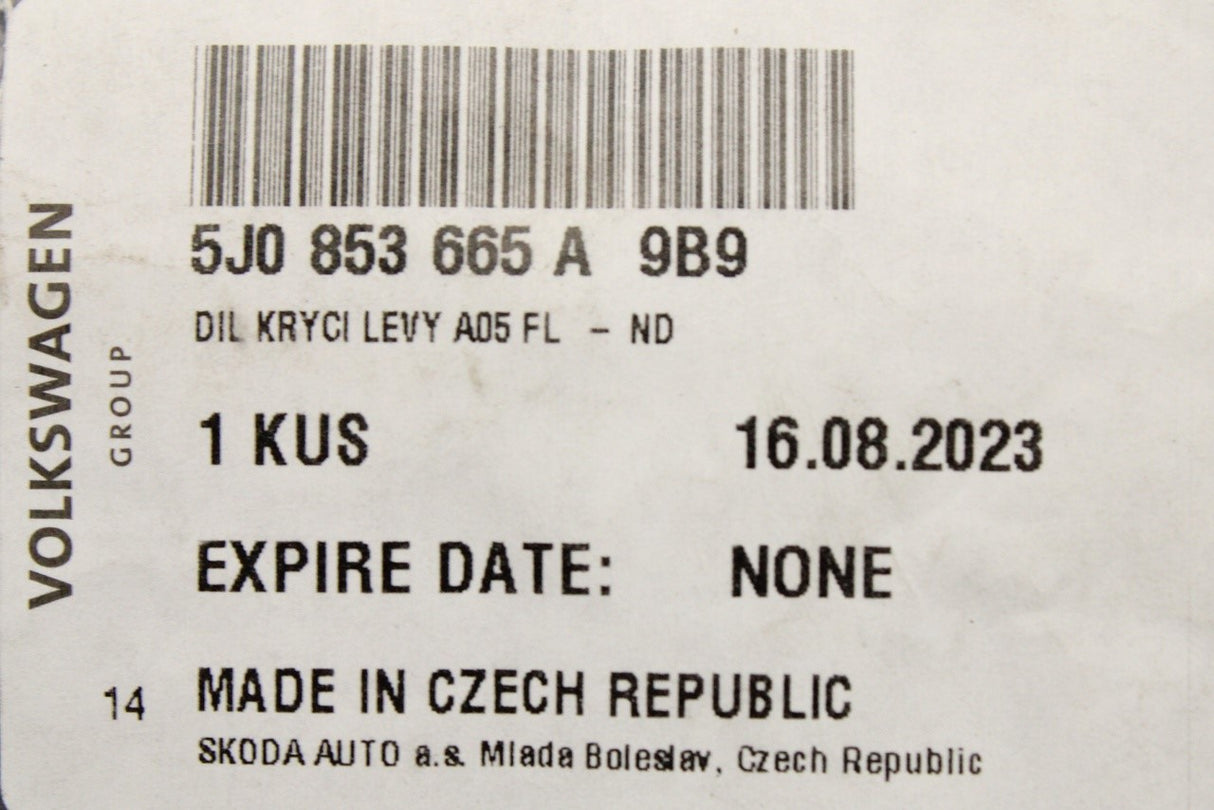 VOLKSWAGEN
GROUP
5J0 853 665 A 9B9
DIL KRYCI LEVY A05 FL - ND
1 KUS 16.08.2023
EXPIRE DATE: NONE
14 MADE IN CZECH REPUBLIC
SKODA AUTO a.s. Mlada Boleslav, Czech Republic